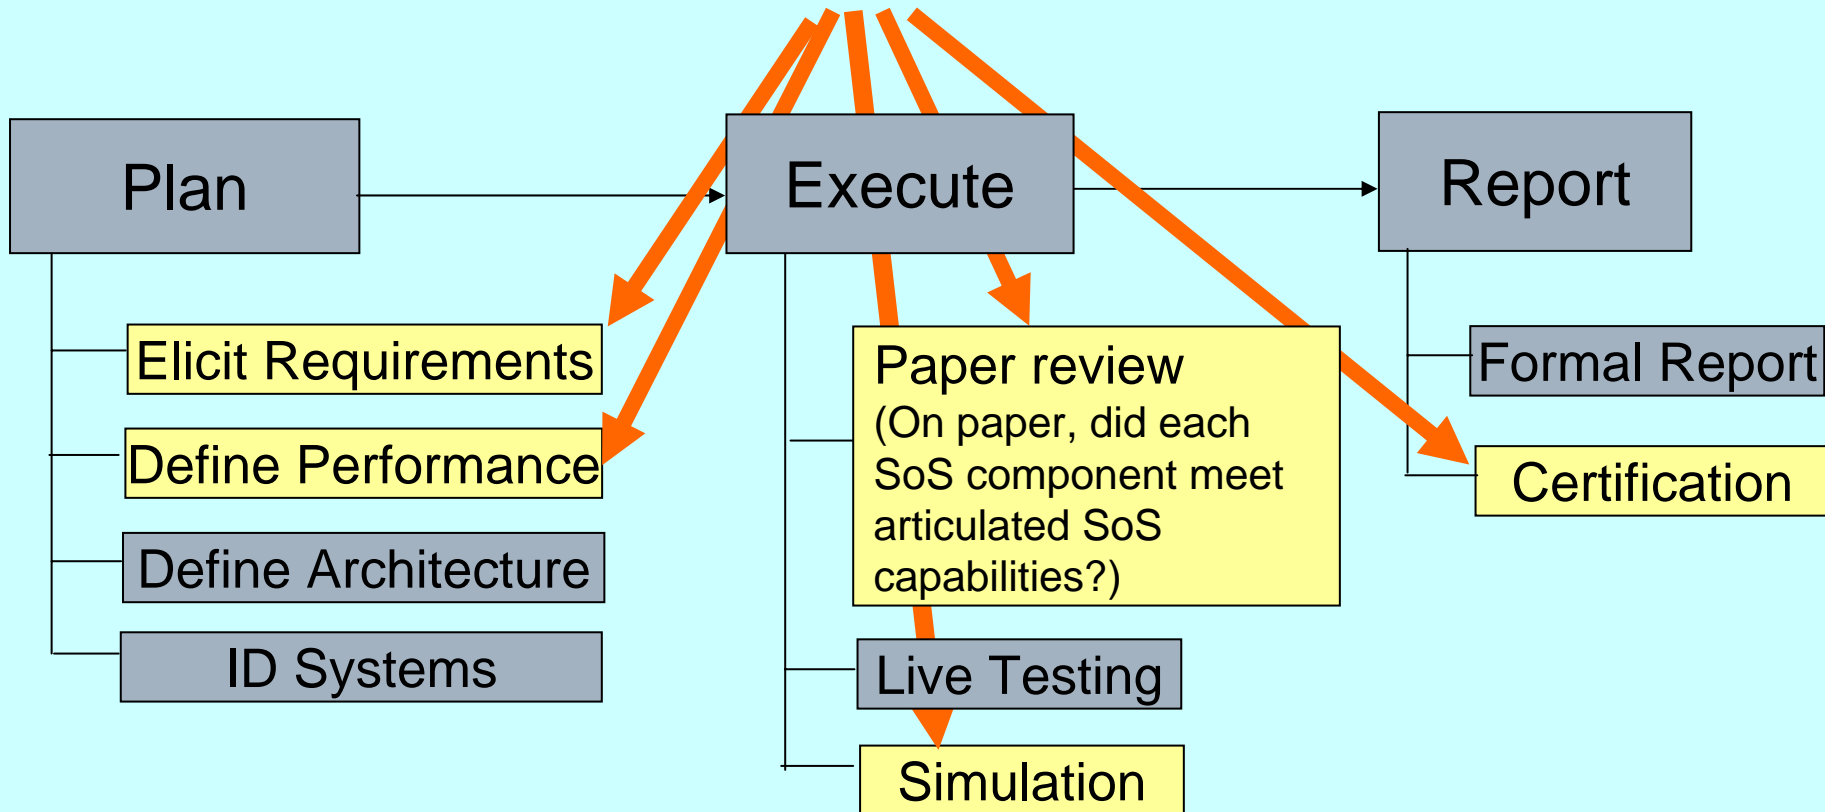 Plan
Execute
Report
Elicit Requirements
Define Performance
Define Architecture
ID Systems
Paper review
(On paper, did each
SoS component meet
articulated SoS
capabilities?)
Live Testing
Simulation
Formal Report
Certification